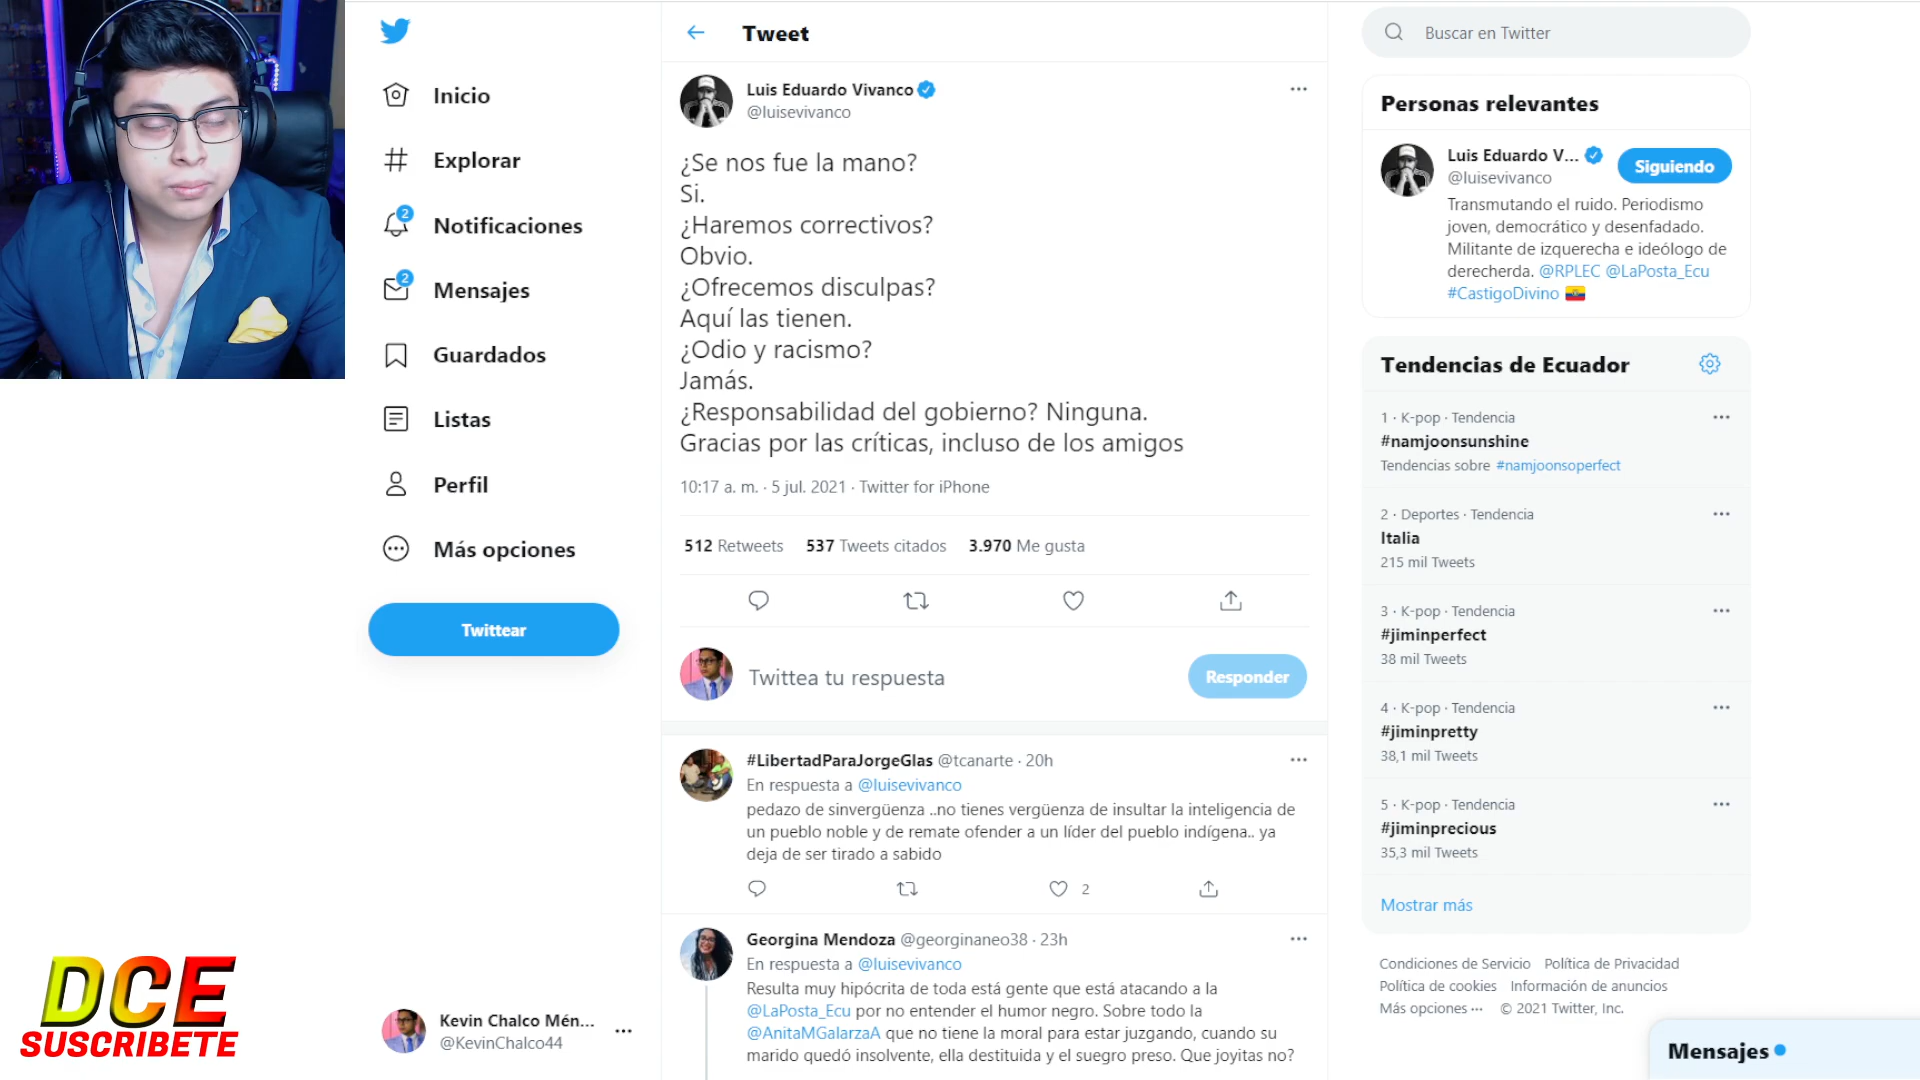 Inicio
Explorar
2
Notificaciones
2
Mensajes
Guardados
Listas
Perfil
Más opciones
Twittear
DCE
SUSCRIBETE
Kevin Chalco Mén...
@KevinChalco44
Tweet
Luis Eduardo Vivanco
@luisevivanco
¿Se nos fue la mano?
Si.
¿Haremos correctivos?
Obvio.
¿Ofrecemos disculpas?
Aquí las tienen.
¿Odio y racismo?
Jamás.
¿Responsabilidad del gobierno? Ninguna.
Gracias por las críticas, incluso de los amigos
10:17 a. m. · 5 jul. 2021 · Twitter for iPhone
512 Retweets 537 Tweets citados 3.970 Me gusta
Twittea tu respuesta
Responder
#LibertadParaJorgeGlas @tcanarte · 20h
En respuesta a @luisevivanco
pedazo de sinvergüenza ..no tienes vergüenza de insultar la inteligencia de
un pueblo noble y de remate ofender a un líder del pueblo indígena.. ya
deja de ser tirado a sabido
2
Georgina Mendoza @georginaneo38 · 23h
En respuesta a @luisevivanco
Resulta muy hipócrita de toda está gente que está atacando a la
@LaPosta_Ecu por no entender el humor negro. Sobre todo la
@AnitaMGalarzaA que no tiene la moral para estar juzgando, cuando su
marido quedó insolvente, ella destituida y el suegro preso. Que joyitas no?
Buscar en Twitter
Personas relevantes
Luis Eduardo V...
@luisevivanco
Siguiendo
Transmutando el ruido. Periodismo
joven, democrático y desenfadado.
Militante de izquerecha e ideólogo de
derecherda. @RPLEC @LaPosta_Ecu
#CastigoDivino
Tendencias de Ecuador
1 · K-pop · Tendencia
#namjoonsunshine
Tendencias sobre #namjoonsoperfect
2 · Deportes · Tendencia
Italia
215 mil Tweets
3 · K-pop · Tendencia
#jiminperfect
38 mil Tweets
4 · K-pop · Tendencia
#jiminpretty
38,1 mil Tweets
5 · K-pop · Tendencia
#jiminprecious
35,3 mil Tweets
Mostrar más
Condiciones de Servicio Política de Privacidad
Política de cookies Información de anuncios
Más opciones ··· © 2021 Twitter, Inc.
Mensajes